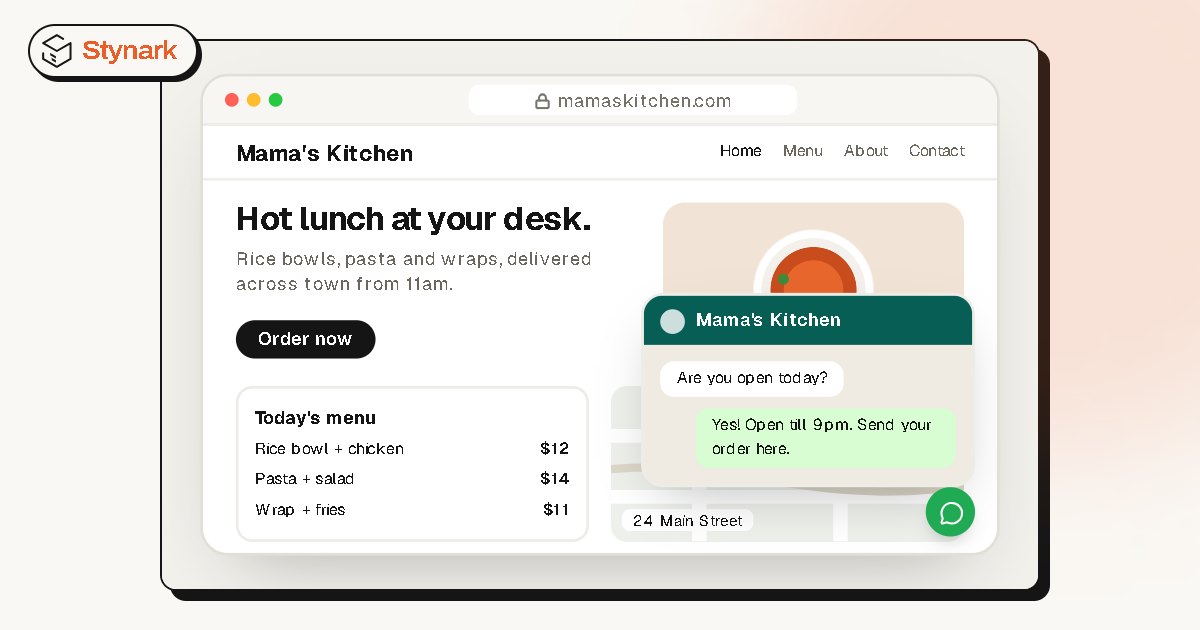 Stynark
mamaskitchen.com
Mama's Kitchen
Home Menu About Contact
Hot lunch at your desk.
Rice bowls, pasta and wraps, delivered
across town from 11am.
Order now
Today's menu
Rice bowl + chicken $12
Pasta + salad $14
Wrap + fries $11
Mama's Kitchen
Are you open today?
Yes! Open till 9pm. Send your
order here.
24 Main Street